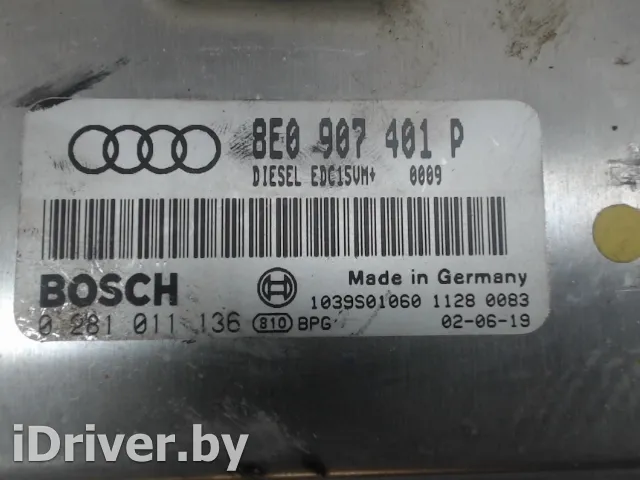 8E0 907 401 P
DIESEL EDC15VM+ 0009
BOSCH
Made in Germany
1039S01060 1128 0083
0 281 011 136 810 BPG 02-06-19
iDriver.by